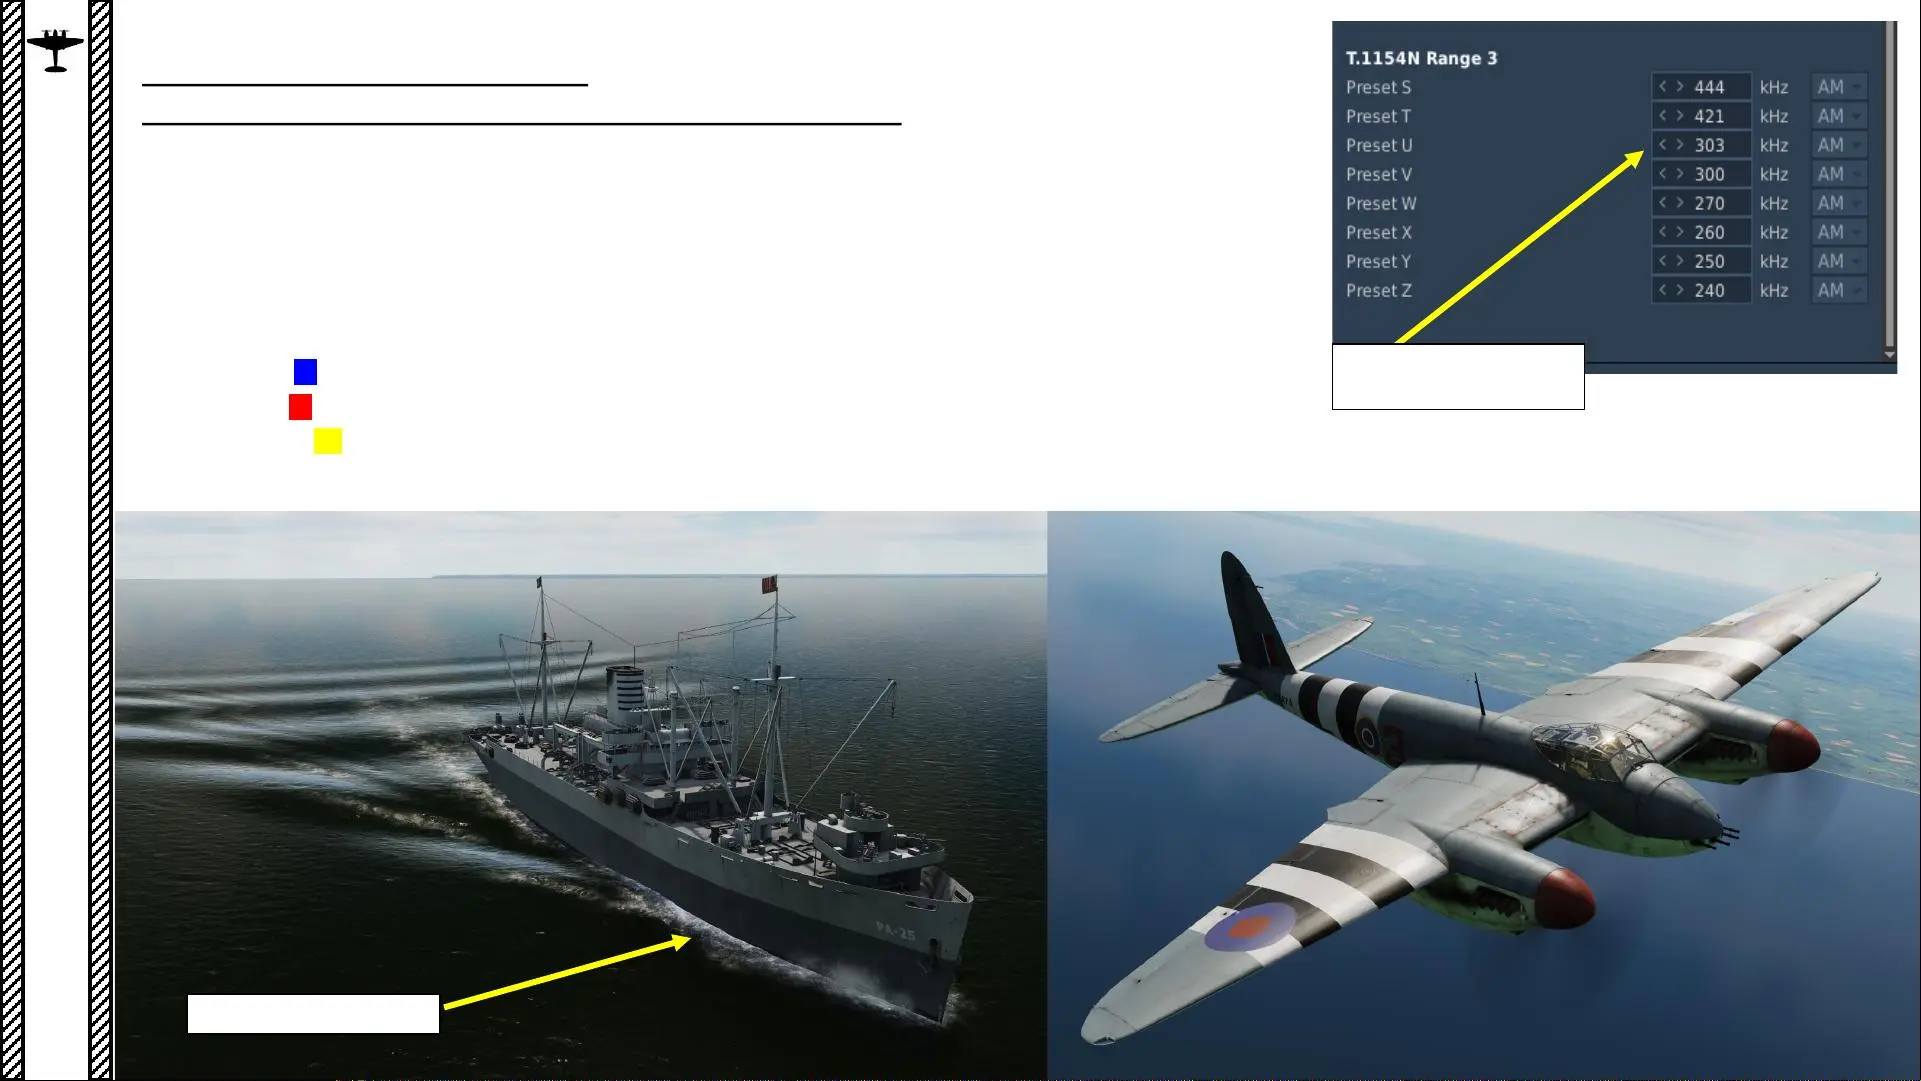 T.1154N Range 3
Preset S < > 444 kHz AM
Preset T < > 421 kHz AM
Preset U < > 303 kHz AM
Preset V < > 300 kHz AM
Preset W < > 270 kHz AM
Preset X < > 260 kHz AM
Preset Y < > 250 kHz AM
Preset Z < > 240 kHz AM
PA-25